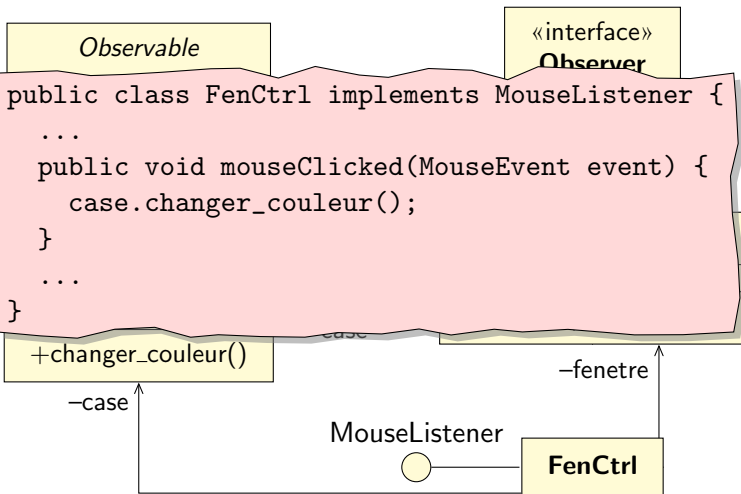 Observable
«interface»
Observer
public class FenCtrl implements MouseListener {
...
public void mouseClicked(MouseEvent event) {
case.changer_couleur();
}
...
}
case
+changer_couleur()
–fenetre
–case
MouseListener
FenCtrl